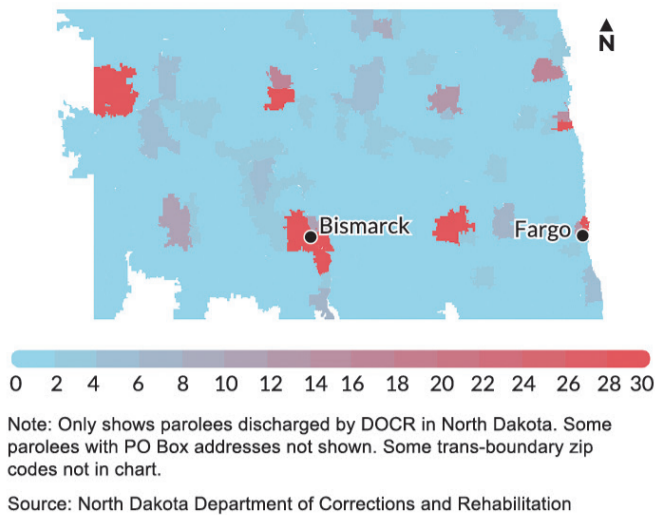 N
Bismarck
Fargo
0 2 4 6 8 10 12 14 16 18 20 22 24 26 28 30
Note: Only shows parolees discharged by DOCR in North Dakota. Some
parolees with PO Box addresses not shown. Some trans-boundary zip
codes not in chart.
Source: North Dakota Department of Corrections and Rehabilitation